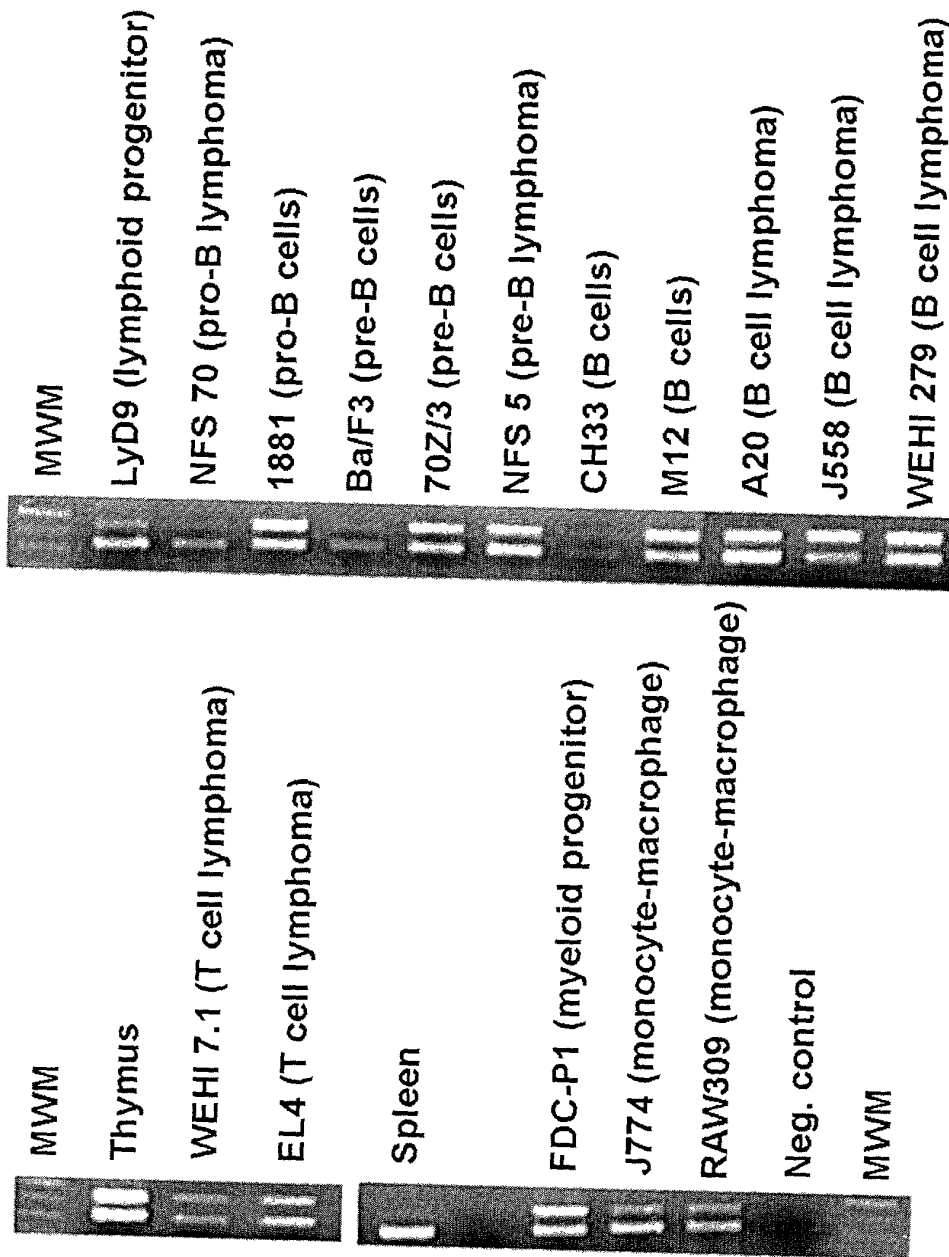 MWM
LyD9 (lymphoid progenitor)
NFS 70 (pro-B lymphoma)
1881 (pro-B cells)
Ba/F3 (pre-B cells)
70Z/3 (pre-B cells)
NFS 5 (pre-B lymphoma)
CH33 (B cells)
M12 (B cells)
A20 (B cell lymphoma)
J558 (B cell lymphoma)
WEHI 279 (B cell lymphoma)
MWM
Thymus
WEHI 7.1 (T cell lymphoma)
EL4 (T cell lymphoma)
Spleen
FDC-P1 (myeloid progenitor)
J774 (monocyte-macrophage)
RAW309 (monocyte-macrophage)
Neg. control
MWM